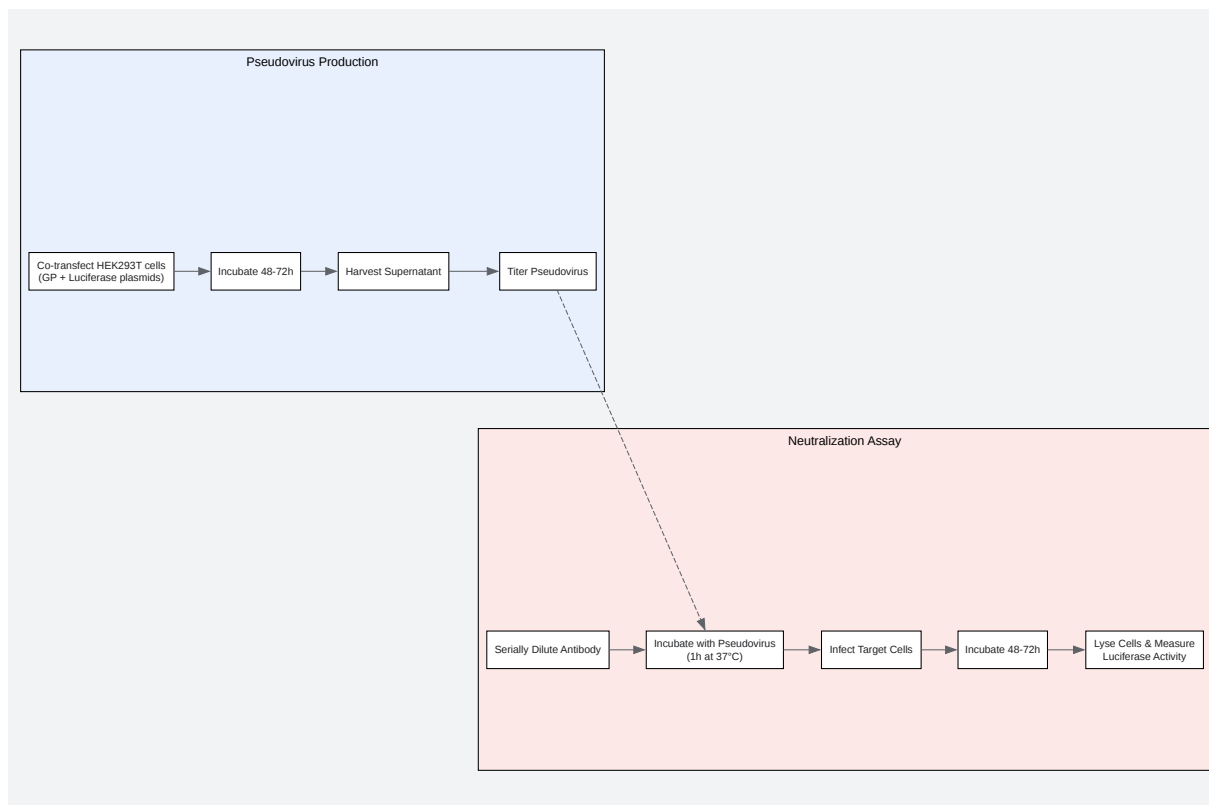 Pseudovirus Production
Co-transfect HEK293T cells
(GP + Luciferase plasmids)
Incubate 48-72h
Harvest Supernatant
Titer Pseudovirus
Neutralization Assay
Serially Dilute Antibody
Incubate with Pseudovirus
(1h at 37°C)
Infect Target Cells
Incubate 48-72h
Lyse Cells & Measure
Luciferase Activity